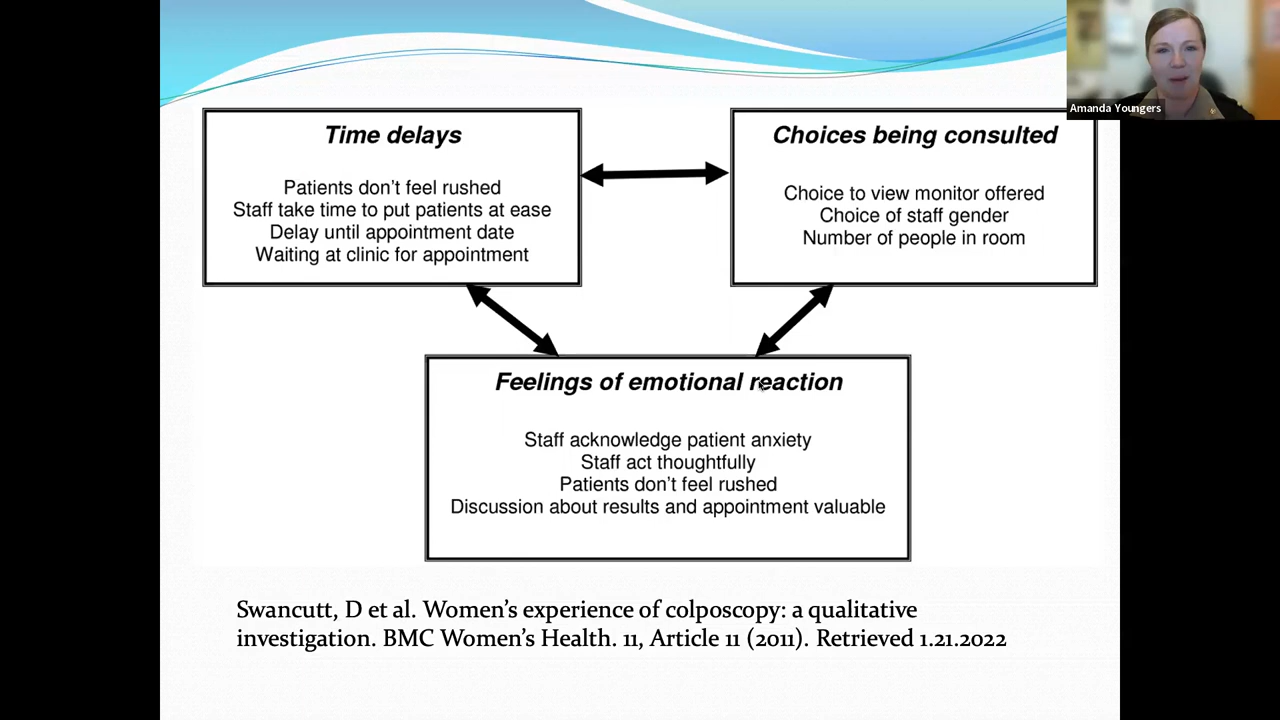 Amanda Youngers
Time delays
Patients don't feel rushed
Staff take time to put patients at ease
Delay until appointment date
Waiting at clinic for appointment
Choices being consulted
Choice to view monitor offered
Choice of staff gender
Number of people in room
Feelings of emotional reaction
Staff acknowledge patient anxiety
Staff act thoughtfully
Patients don't feel rushed
Discussion about results and appointment valuable
Swancutt, D et al. Women's experience of colposcopy: a qualitative
investigation. BMC Women's Health. 11, Article 11 (2011). Retrieved 1.21.2022